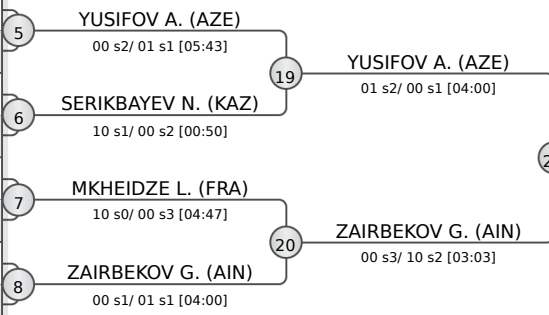 5
YUSIFOV A. (AZE)
00 s2/ 01 s1 [05:43]
19
YUSIFOV A. (AZE)
01 s2/ 00 s1 [04:00]
6
SERIKBAYEV N. (KAZ)
10 s1/ 00 s2 [00:50]
7
MKHEIDZE L. (FRA)
10 s0/ 00 s3 [04:47]
20
ZAIRBEKOV G. (AIN)
00 s3/ 10 s2 [03:03]
8
ZAIRBEKOV G. (AIN)
00 s1/ 01 s1 [04:00]